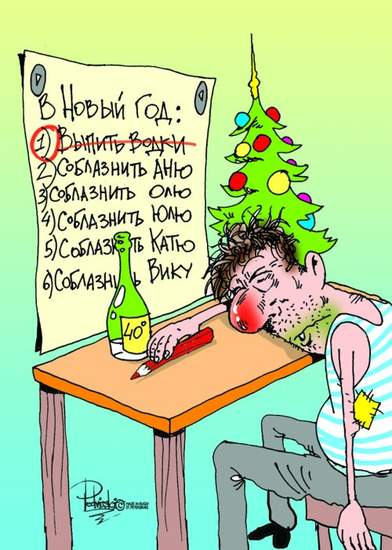 В Новый Год:
1) Выпить водки
2) Соблазнить Аню
3) Соблазнить Олю
4) Соблазнить Юлю
5) Соблазнить Катю
6) Соблазнить Вику
40°